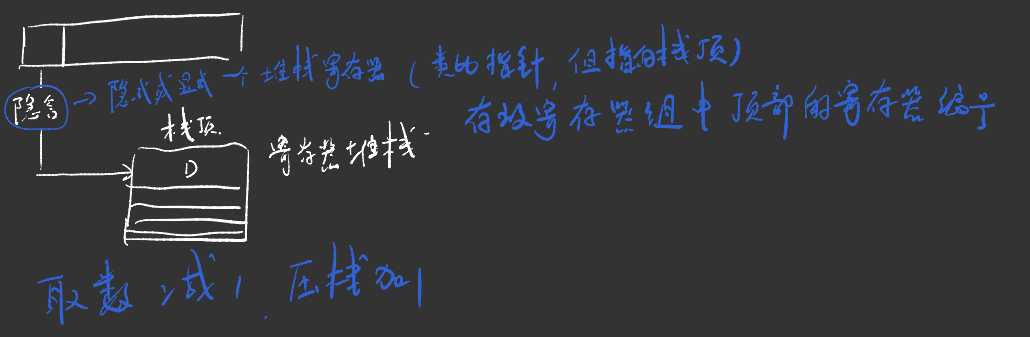 隐含 → 隐式或显式一个堆栈寄存器（类比指针，但指向栈顶）
存放寄存器组中顶部的寄存器编号
栈顶
寄存器堆栈
D
取数减1，压栈加1